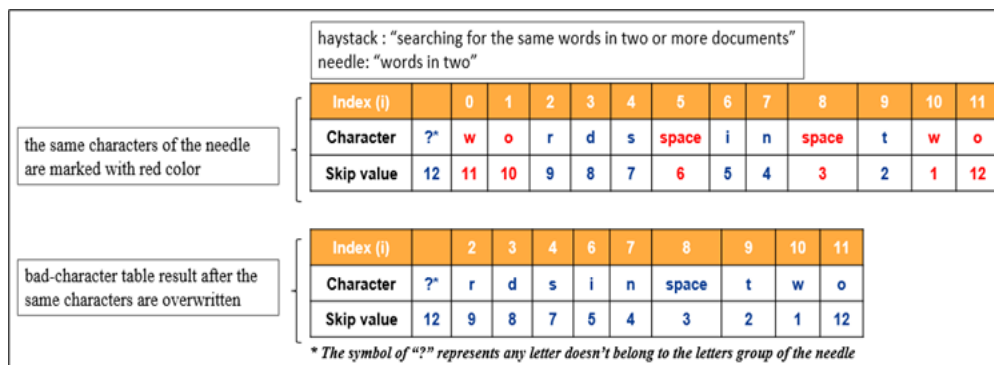 haystack : “searching for the same words in two or more documents”
needle: “words in two”
the same characters of the needle
are marked with red color
Index (i) 0 1 2 3 4 5 6 7 8 9 10 11
Character ?* w o r d s space i n space t w o
Skip value 12 11 10 9 8 7 6 5 4 3 2 1 12
bad-character table result after the
same characters are overwritten
Index (i) 2 3 4 6 7 8 9 10 11
Character ?* r d s i n space t w o
Skip value 12 9 8 7 5 4 3 2 1 12
* The symbol of “?” represents any letter doesn’t belong to the letters group of the needle